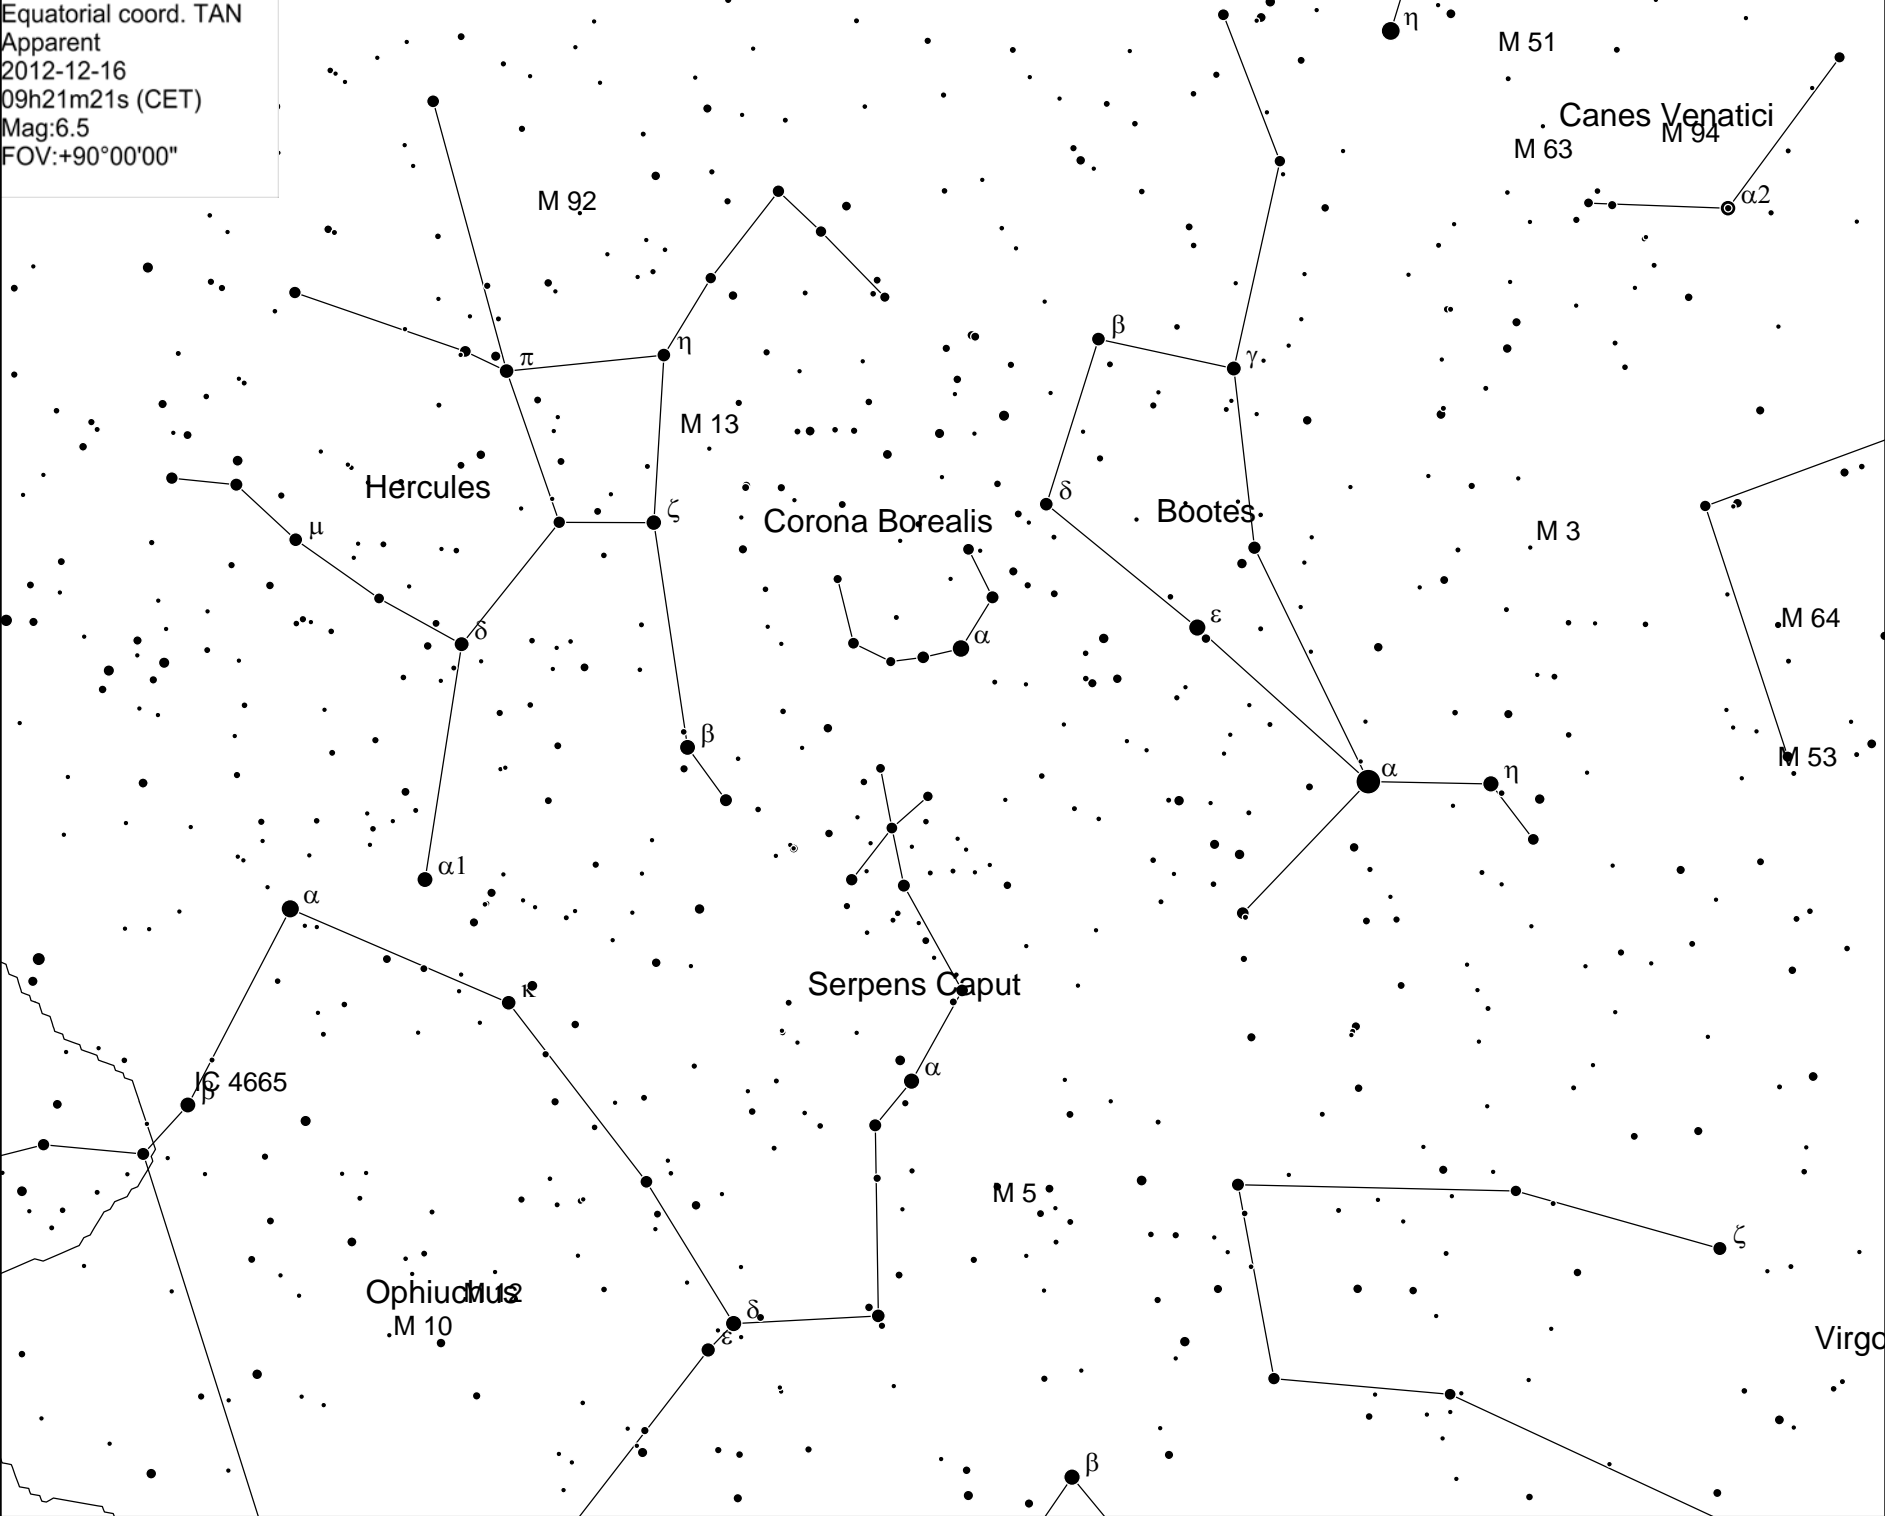 Equatorial coord. TAN
Apparent
2012-12-16
09h21m21s (CET)
Mag:6.5
FOV:+90°00'00"
η
M 51
Canes Venatici
M 94
M 63
α2
M 92
β
γ
π
η
M 13
δ
Hercules
ζ
Corona Borealis
Bootes
M 3
μ
ε
M 64
δ
α
β
M 53
α
η
α1
α
κ
Serpens Caput
α
IC 4665
β
M 5
ζ
Ophiuchus
M 12
δ
ε
M 10
Virgo
β